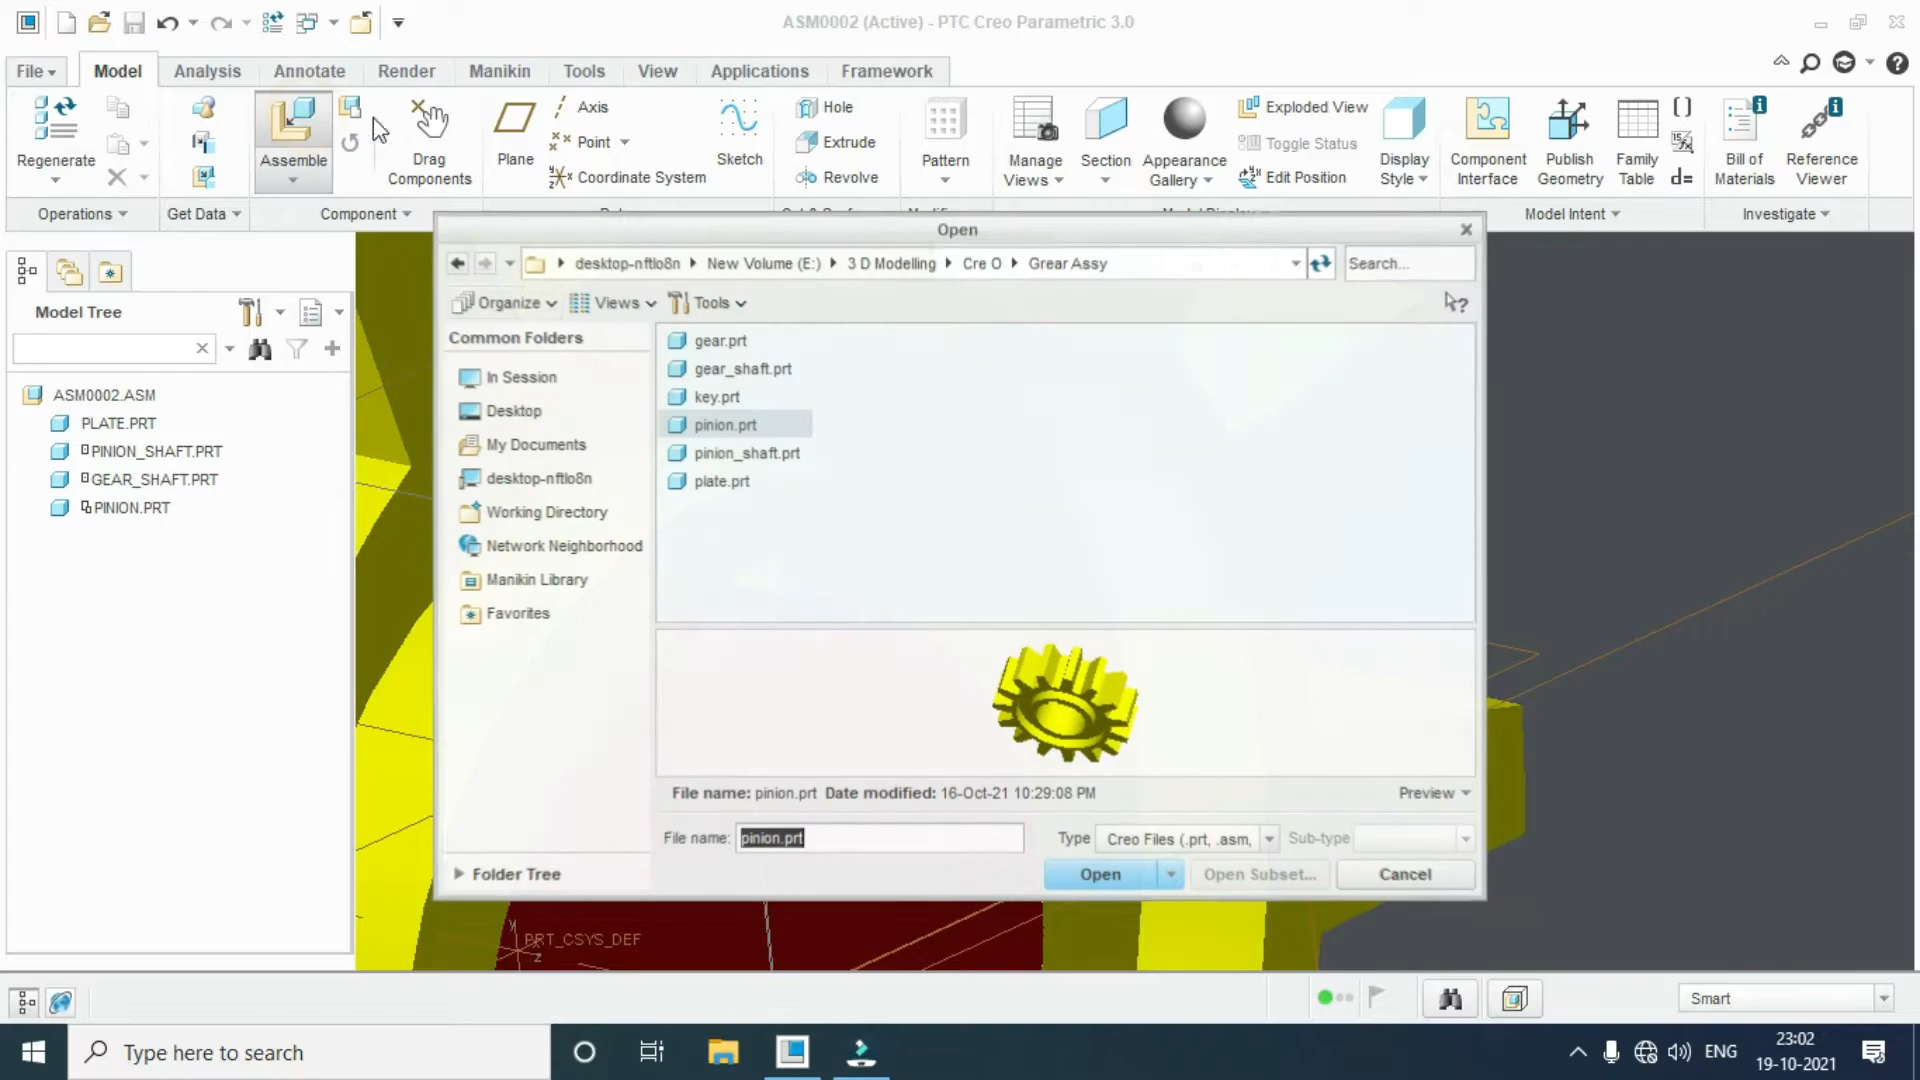 ASM0002 (Active) - PTC Creo Parametric 3.0
File
Model
Analysis
Annotate
Render
Manikin
Tools
View
Applications
Framework
Regenerate
Assemble
Drag
Components
Plane
Axis
Point
Coordinate System
Sketch
Hole
Extrude
Revolve
Pattern
Manage
Views
Section
Appearance
Gallery
Exploded View
Toggle Status
Edit Position
Display
Style
Component
Interface
Publish
Geometry
Family
Table
Bill of
Materials
Reference
Viewer
Operations
Get Data
Component
Model Intent
Investigate
Open
desktop-nftlo8n
New Volume (E:)
3 D Modelling
Cre O
Grear Assy
Search...
Organize
Views
Tools
Common Folders
In Session
Desktop
My Documents
desktop-nftlo8n
Working Directory
Network Neighborhood
Manikin Library
Favorites
Folder Tree
gear.prt
gear_shaft.prt
key.prt
pinion.prt
pinion_shaft.prt
plate.prt
File name: pinion.prt Date modified: 16-Oct-21 10:29:08 PM
Preview
File name: pinion.prt
Type Creo Files (.prt, .asm,
Sub-type
Open
Open Subset...
Cancel
Model Tree
ASM0002.ASM
PLATE.PRT
PINION_SHAFT.PRT
GEAR_SHAFT.PRT
PINION.PRT
PRT_CSYS_DEF
Smart
Type here to search
ENG
23:02
19-10-2021